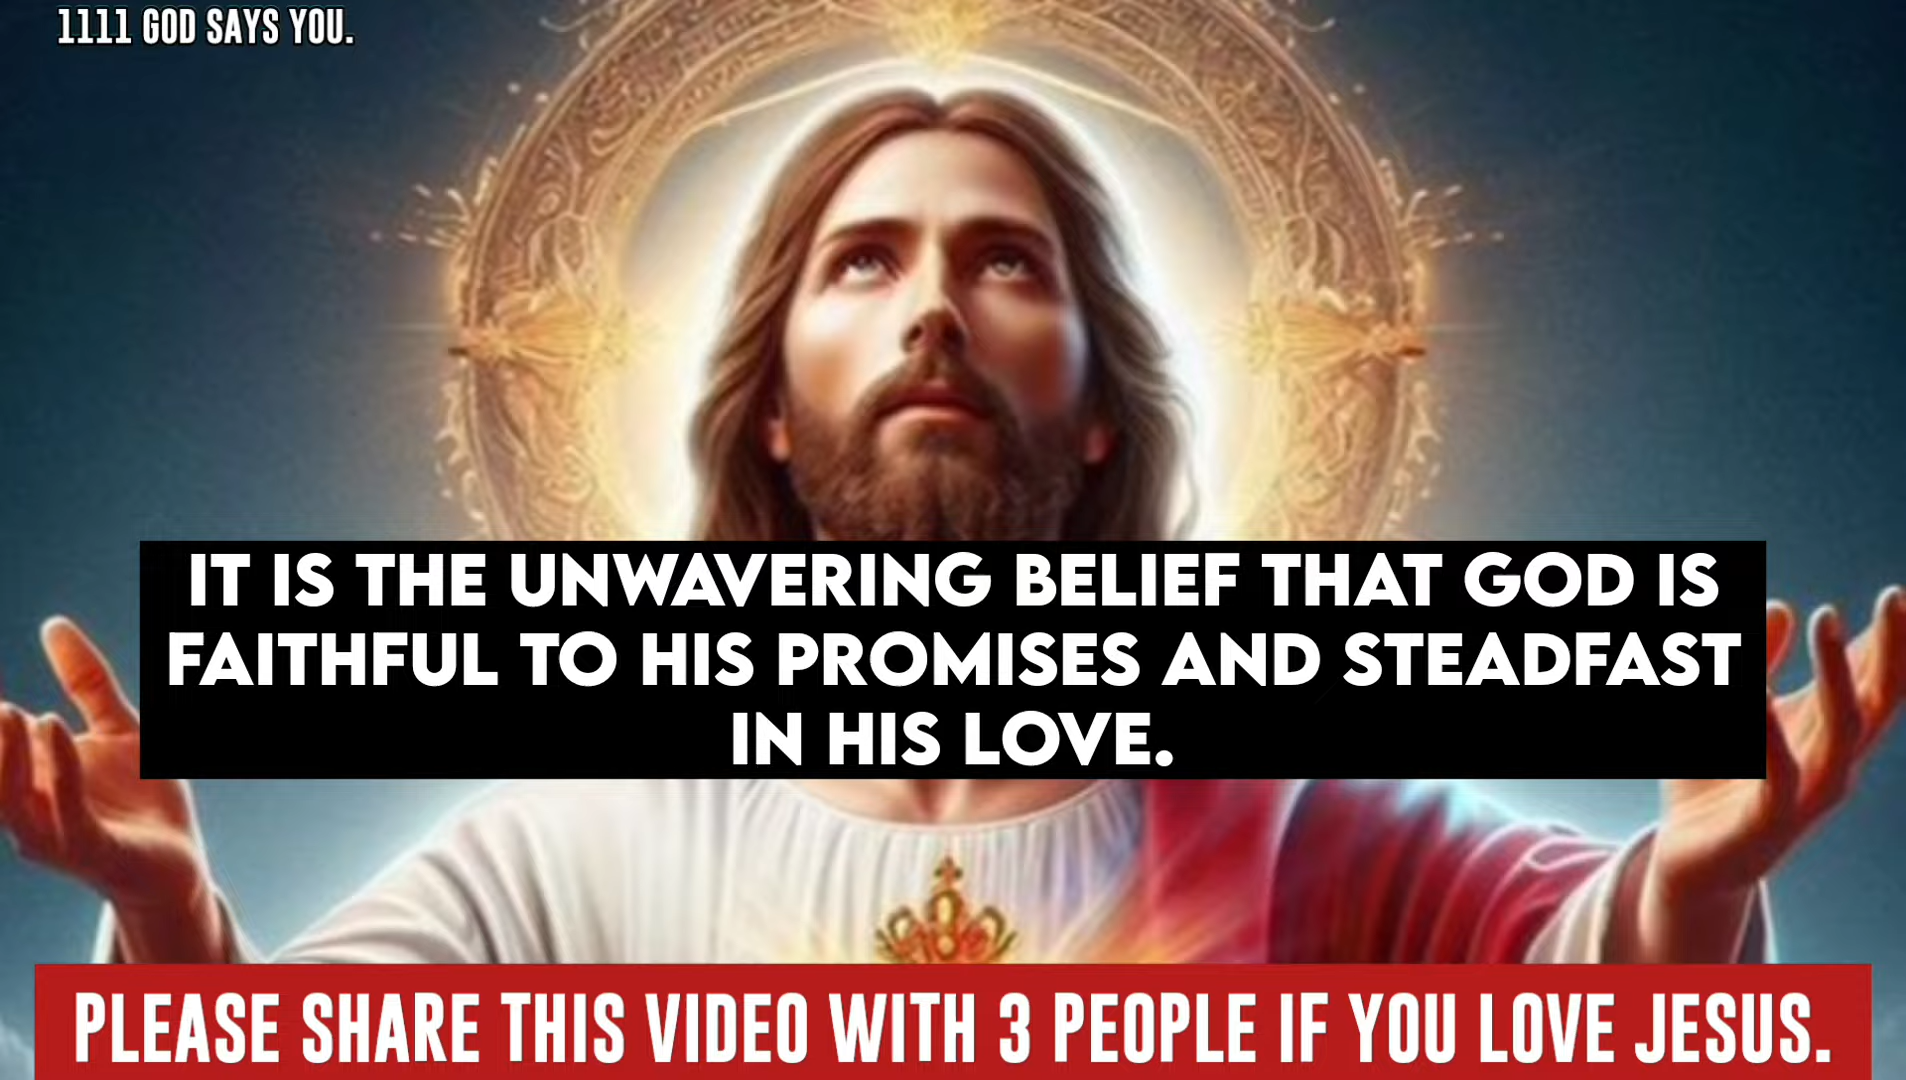 1111 GOD SAYS YOU.
IT IS THE UNWAVERING BELIEF THAT GOD IS
FAITHFUL TO HIS PROMISES AND STEADFAST
IN HIS LOVE.
PLEASE SHARE THIS VIDEO WITH 3 PEOPLE IF YOU LOVE JESUS.